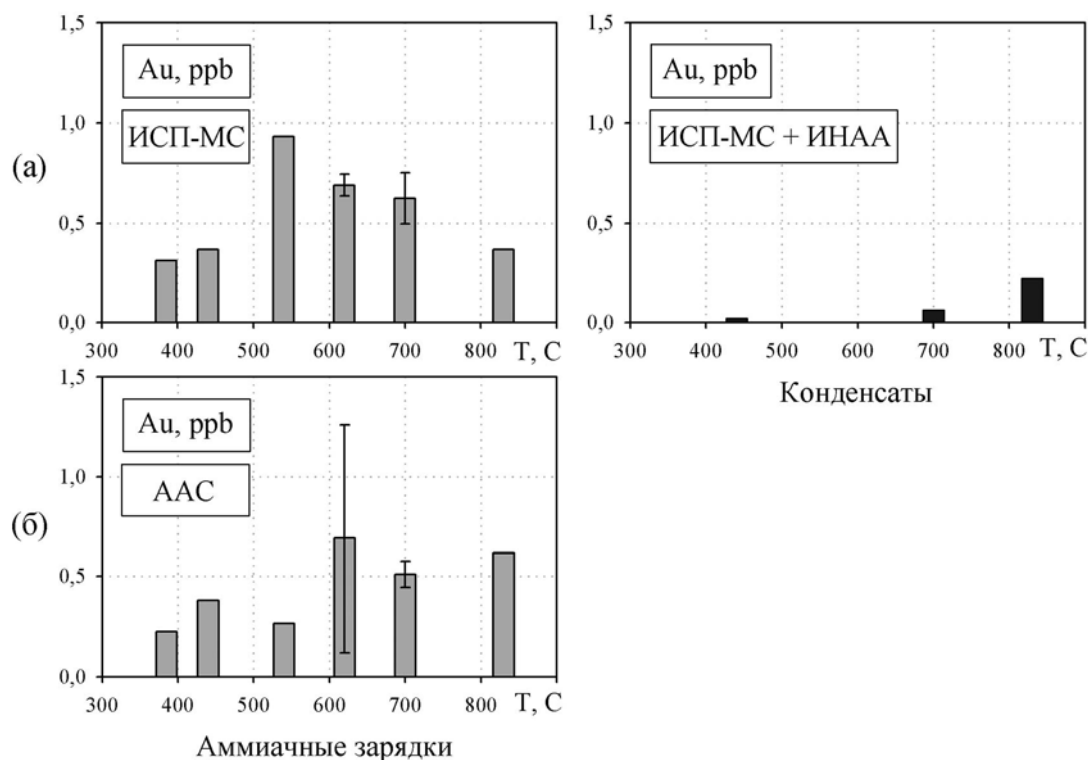 (а)
1,5
1,0
0,5
0,0
Au, ppb
ИСП-МС
300 400 500 600 700 T, C
1,5
1,0
0,5
0,0
Au, ppb
ИСП-МС + ИНАА
300 400 500 600 700 800 T, C
Конденсаты
(б)
1,5
1,0
0,5
0,0
Au, ppb
ААС
300 400 500 600 700 800 T, C
Аммиачные зарядки